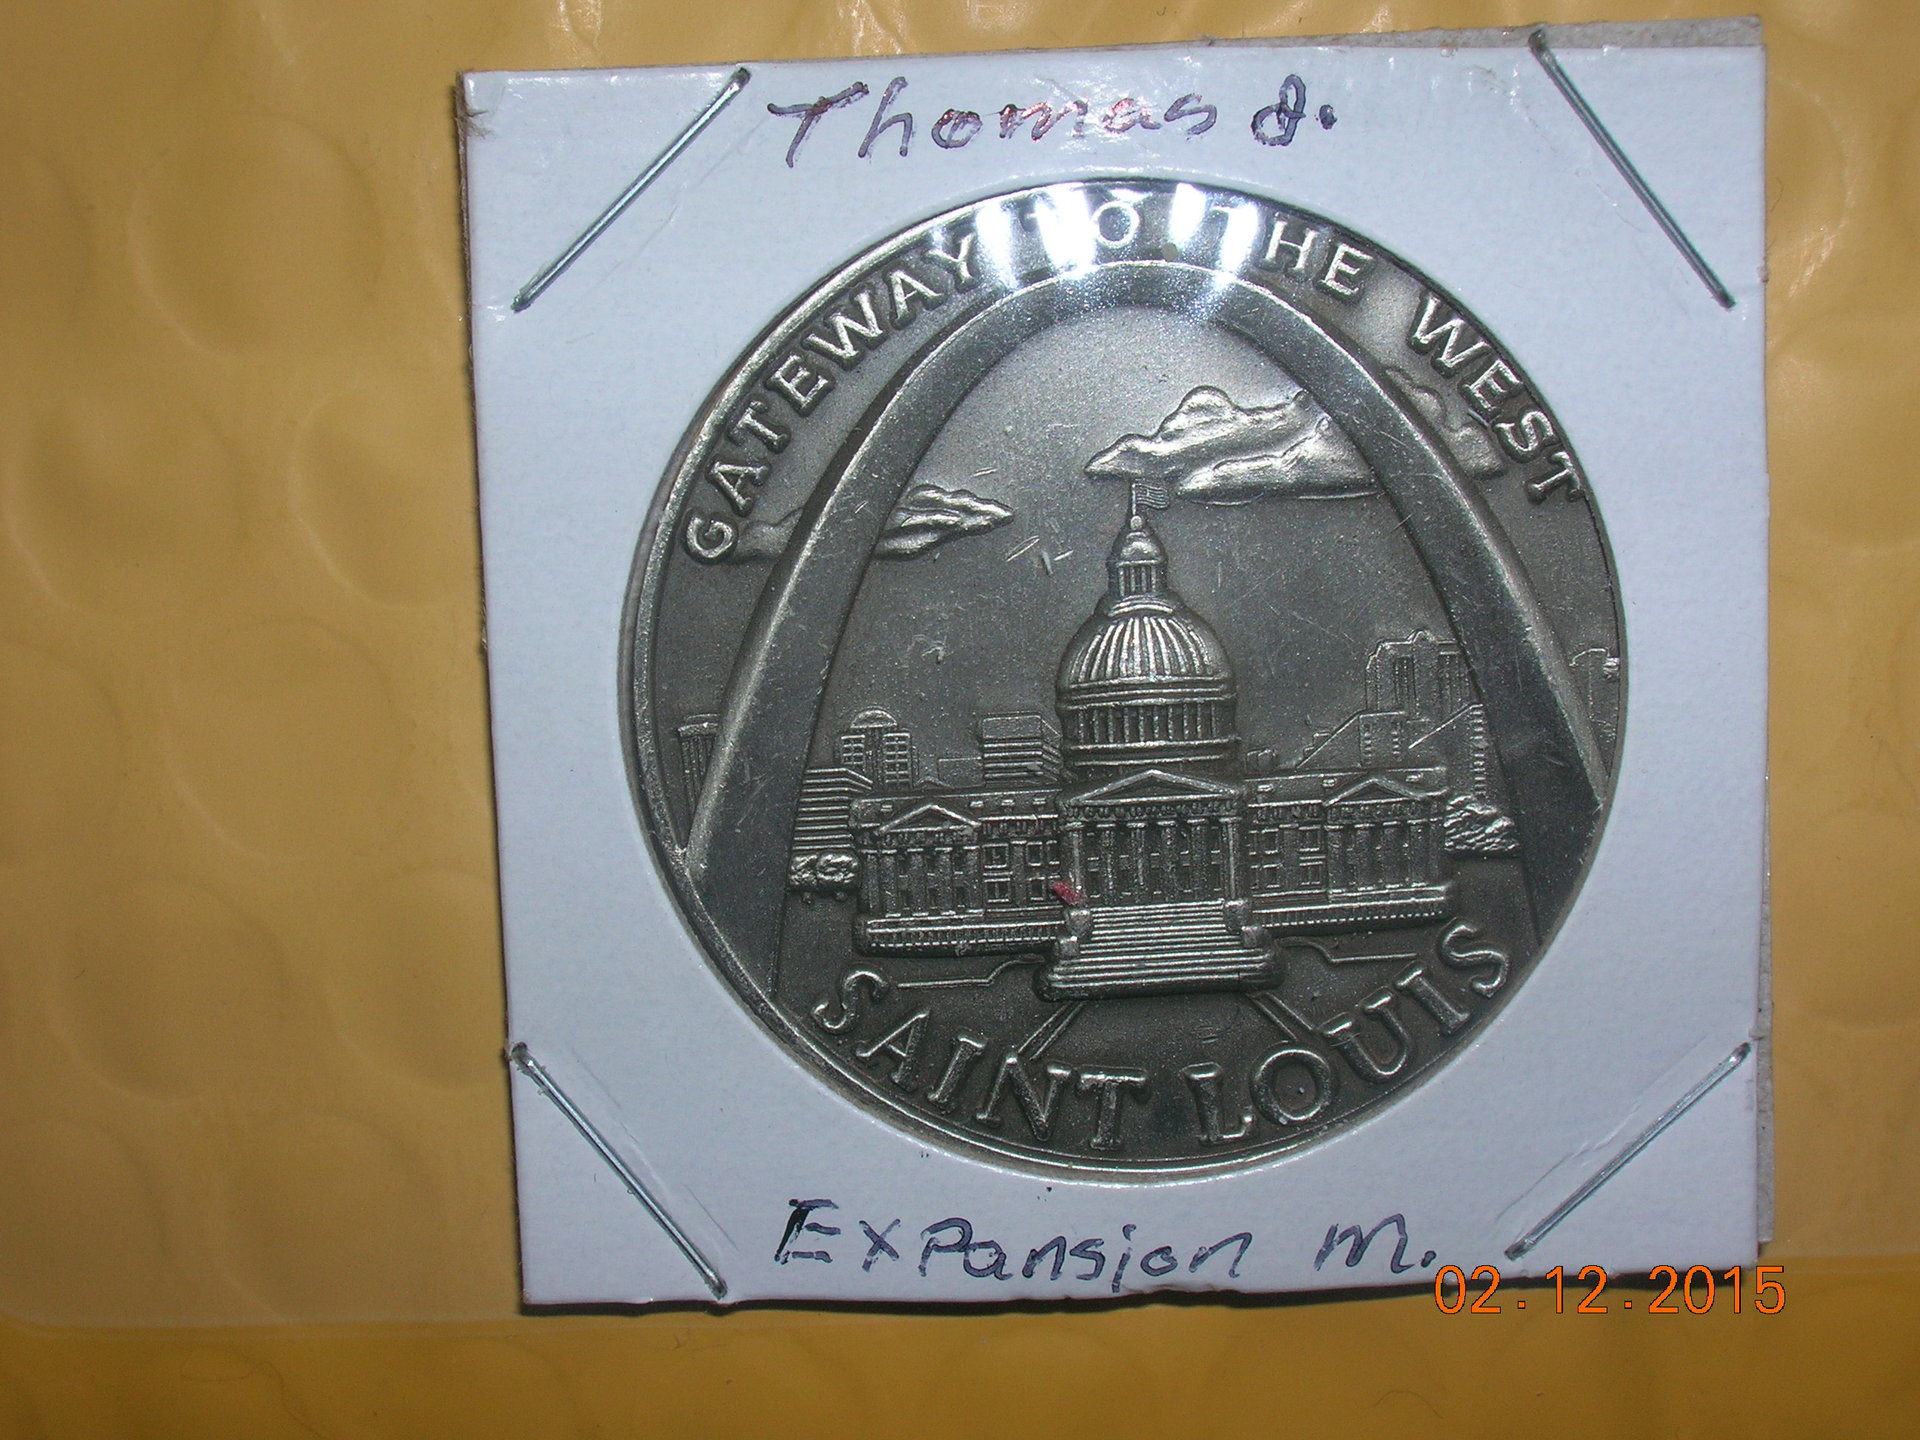 Thomas J.
GATEWAY TO THE WEST
SAINT LOUIS
Expansion M.
02.12.2015